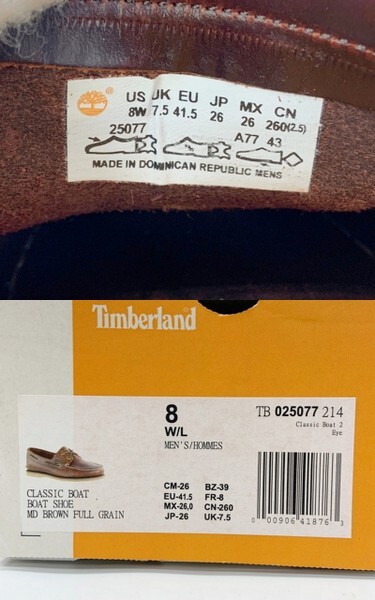 US UK EU JP MX CN
8W 7.5 41.5 26 26 260(2.5)
25077 A77 43
MADE IN DOMINICAN REPUBLIC MENS
Timberland
8
W/L
MEN'S/HOMMES
TB 025077 214
Classic Boat 2
Eye
CLASSIC BOAT
BOAT SHOE
MD BROWN FULL GRAIN
CM-26 BZ-39
EU-41.5 FR-8
MX-26,0 CN-260
JP-26 UK-7.5
0 00906 41876 3